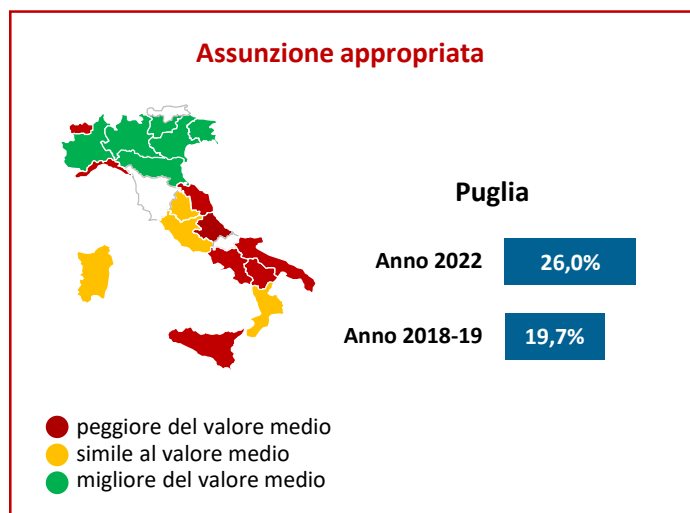 Assunzione appropriata
Puglia
Anno 2022
26,0%
Anno 2018-19
19,7%
peggiore del valore medio
simile al valore medio
migliore del valore medio